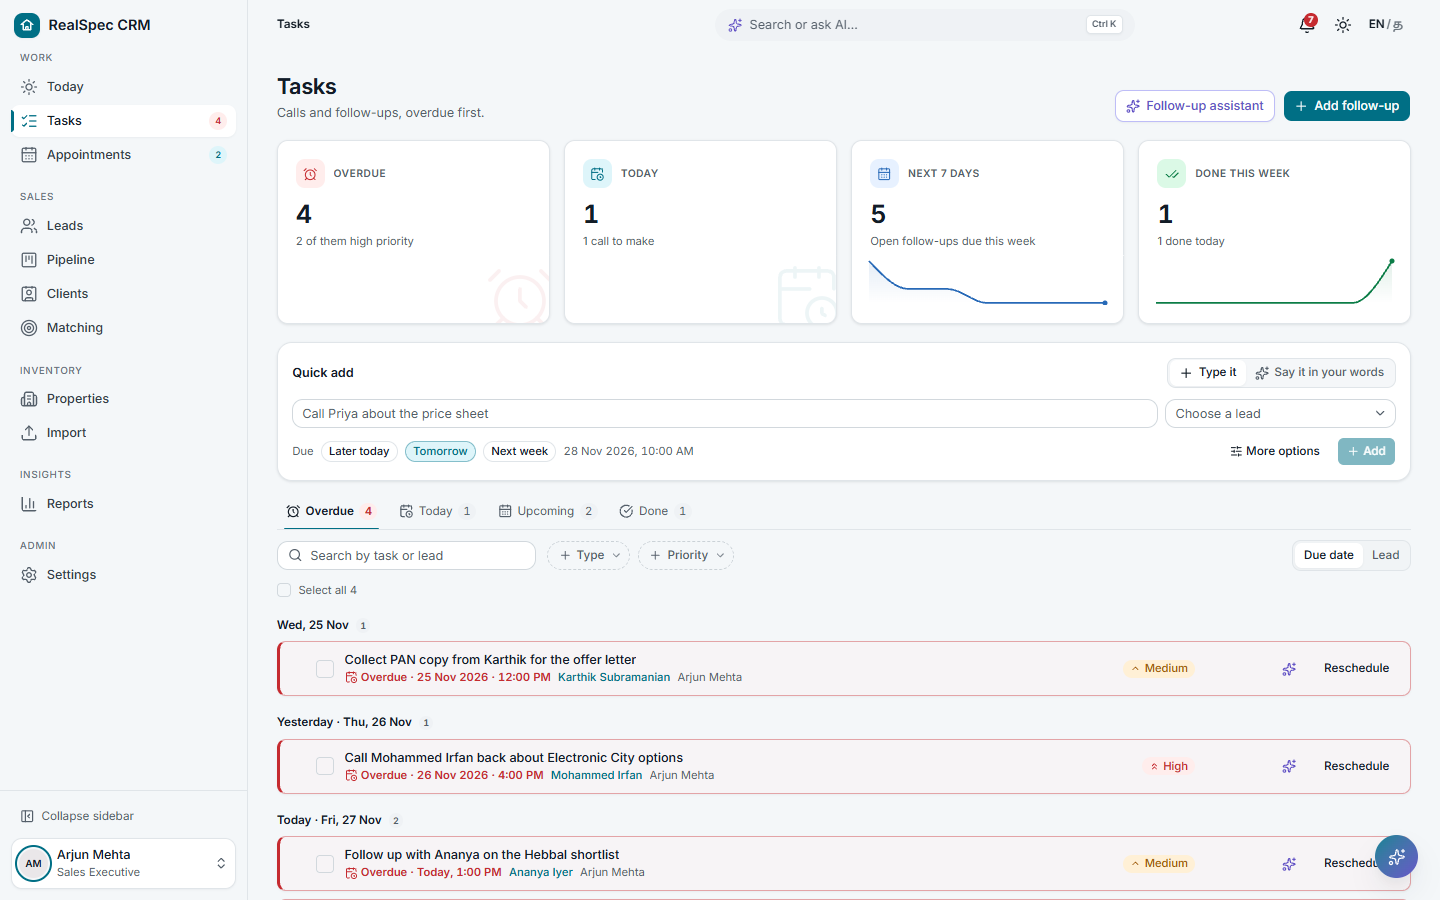 RealSpec CRM
WORK
Today
Tasks 4
Appointments 2
SALES
Leads
Pipeline
Clients
Matching
INVENTORY
Properties
Import
INSIGHTS
Reports
ADMIN
Settings
Collapse sidebar
AM
Arjun Mehta
Sales Executive
Tasks
Search or ask AI... Ctrl K
7
EN / த
Tasks
Calls and follow-ups, overdue first.
Follow-up assistant
Add follow-up
OVERDUE
4
2 of them high priority
TODAY
1
1 call to make
NEXT 7 DAYS
5
Open follow-ups due this week
DONE THIS WEEK
1
1 done today
Quick add
Type it
Say it in your words
Call Priya about the price sheet
Choose a lead
Due Later today Tomorrow Next week 28 Nov 2026, 10:00 AM
More options
Add
Overdue 4 Today 1 Upcoming 2 Done 1
Search by task or lead
Type
Priority
Due date Lead
Select all 4
Wed, 25 Nov 1
Collect PAN copy from Karthik for the offer letter
Overdue · 25 Nov 2026 · 12:00 PM Karthik Subramanian Arjun Mehta
Medium
Reschedule
Yesterday · Thu, 26 Nov 1
Call Mohammed Irfan back about Electronic City options
Overdue · 26 Nov 2026 · 4:00 PM Mohammed Irfan Arjun Mehta
High
Reschedule
Today · Fri, 27 Nov 2
Follow up with Ananya on the Hebbal shortlist
Overdue · Today, 1:00 PM Ananya Iyer Arjun Mehta
Medium